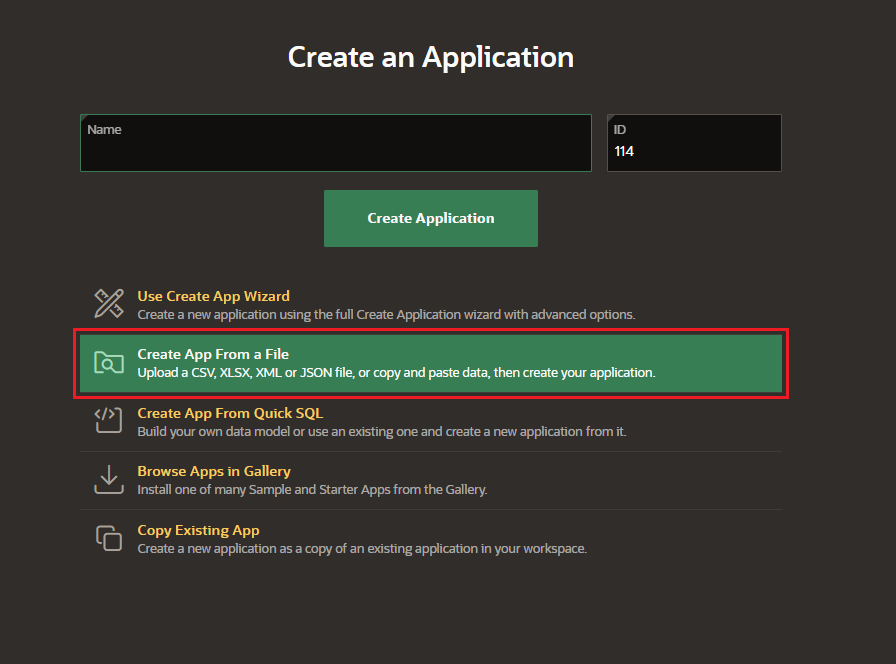 Create an Application
Name
ID
114
Create Application
Use Create App Wizard
Create a new application using the full Create Application wizard with advanced options.
Create App From a File
Upload a CSV, XLSX, XML or JSON file, or copy and paste data, then create your application.
Create App From Quick SQL
Build your own data model or use an existing one and create a new application from it.
Browse Apps in Gallery
Install one of many Sample and Starter Apps from the Gallery.
Copy Existing App
Create a new application as a copy of an existing application in your workspace.